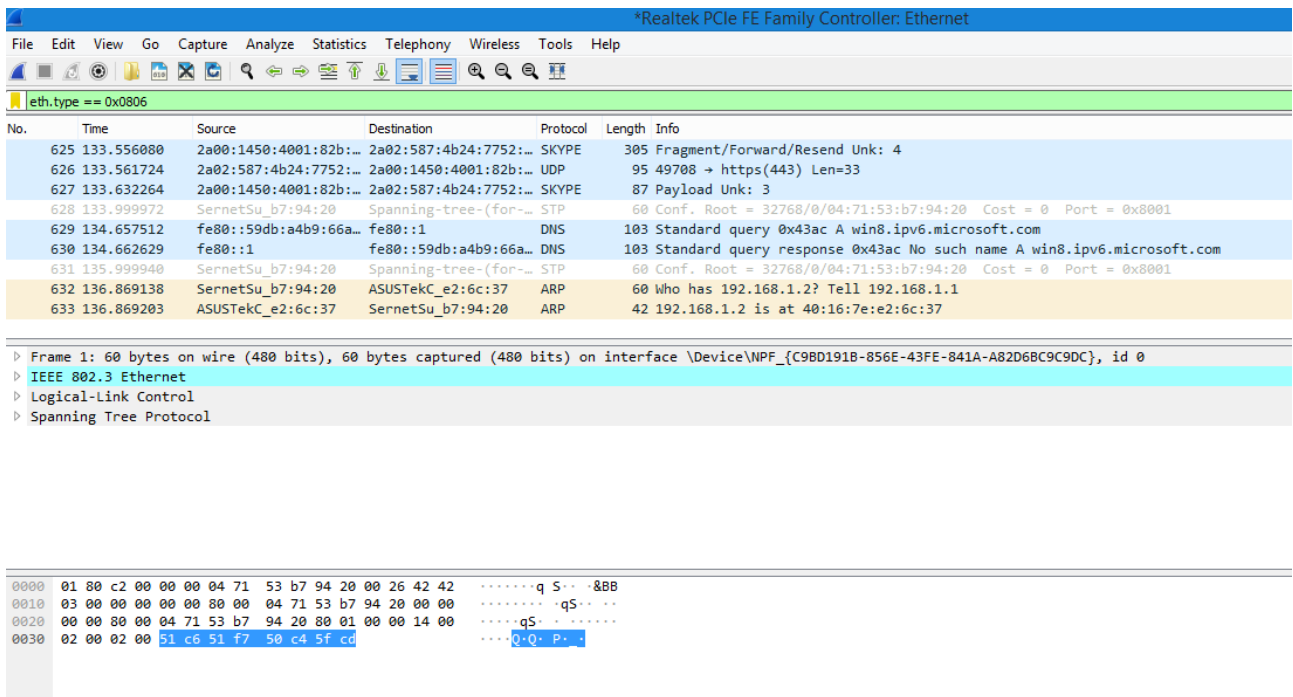 *Realtek PCIe FE Family Controller: Ethernet
File Edit View Go Capture Analyze Statistics Telephony Wireless Tools Help
eth.type == 0x0806
No. Time Source Destination Protocol Length Info
625 133.556080 2a00:1450:4001:82b:… 2a02:587:4b24:7752:… SKYPE 305 Fragment/Forward/Resend Unk: 4
626 133.561724 2a02:587:4b24:7752:… 2a00:1450:4001:82b:… UDP 95 49708 → https(443) Len=33
627 133.632264 2a00:1450:4001:82b:… 2a02:587:4b24:7752:… SKYPE 87 Payload Unk: 3
628 133.999972 SernetSu_b7:94:20 Spanning-tree-(for-… STP 60 Conf. Root = 32768/0/04:71:53:b7:94:20 Cost = 0 Port = 0x8001
629 134.657512 fe80::59db:a4b9:66a… fe80::1 DNS 103 Standard query 0x43ac A win8.ipv6.microsoft.com
630 134.662629 fe80::1 fe80::59db:a4b9:66a… DNS 103 Standard query response 0x43ac No such name A win8.ipv6.microsoft.com
631 135.999940 SernetSu_b7:94:20 Spanning-tree-(for-… STP 60 Conf. Root = 32768/0/04:71:53:b7:94:20 Cost = 0 Port = 0x8001
632 136.869138 SernetSu_b7:94:20 ASUSTekC_e2:6c:37 ARP 60 Who has 192.168.1.2? Tell 192.168.1.1
633 136.869203 ASUSTekC_e2:6c:37 SernetSu_b7:94:20 ARP 42 192.168.1.2 is at 40:16:7e:e2:6c:37
Frame 1: 60 bytes on wire (480 bits), 60 bytes captured (480 bits) on interface \Device\NPF_{C9BD191B-856E-43FE-841A-A82D6BC9C9DC}, id 0
IEEE 802.3 Ethernet
Logical-Link Control
Spanning Tree Protocol
0000 01 80 c2 00 00 00 04 71 53 b7 94 20 00 26 42 42 ·······q S·· ·&BB
0010 03 00 00 00 00 00 80 00 04 71 53 b7 94 20 00 00 ········ ·qS·· ··
0020 00 00 80 00 04 71 53 b7 94 20 80 01 00 00 14 00 ·····qS· · ······
0030 02 00 02 00 51 c6 51 f7 50 c4 5f cd ····Q·Q· P·_·